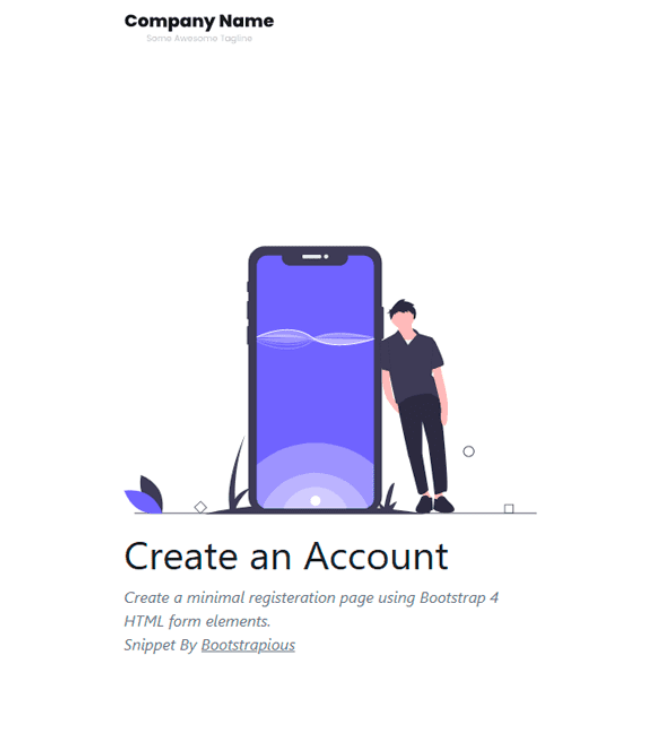 Company Name
Some Awesome Tagline
Create an Account
Create a minimal registeration page using Bootstrap 4
HTML form elements.
Snippet By Bootstrapious